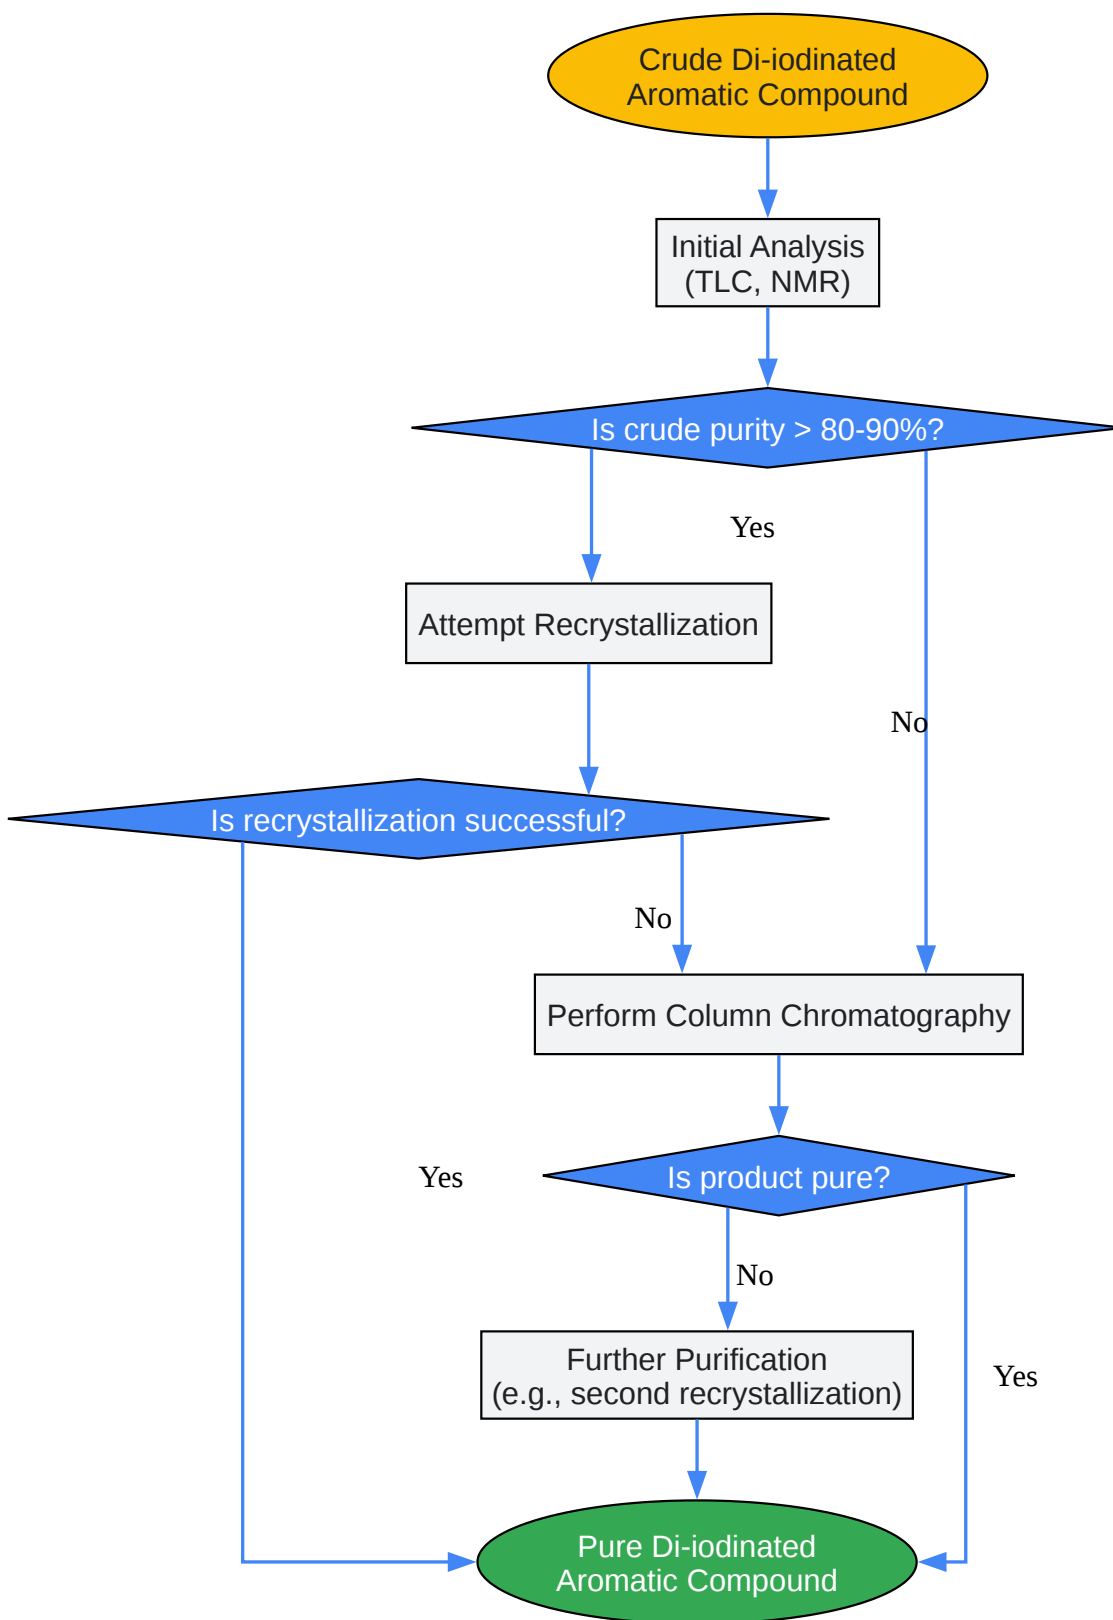 Crude Di-iodinated
Aromatic Compound
Initial Analysis
(TLC, NMR)
Is crude purity > 80-90%?
Yes
Attempt Recrystallization
No
Is recrystallization successful?
No
Perform Column Chromatography
Yes
Is product pure?
No
Further Purification
(e.g., second recrystallization)
Yes
Pure Di-iodinated
Aromatic Compound